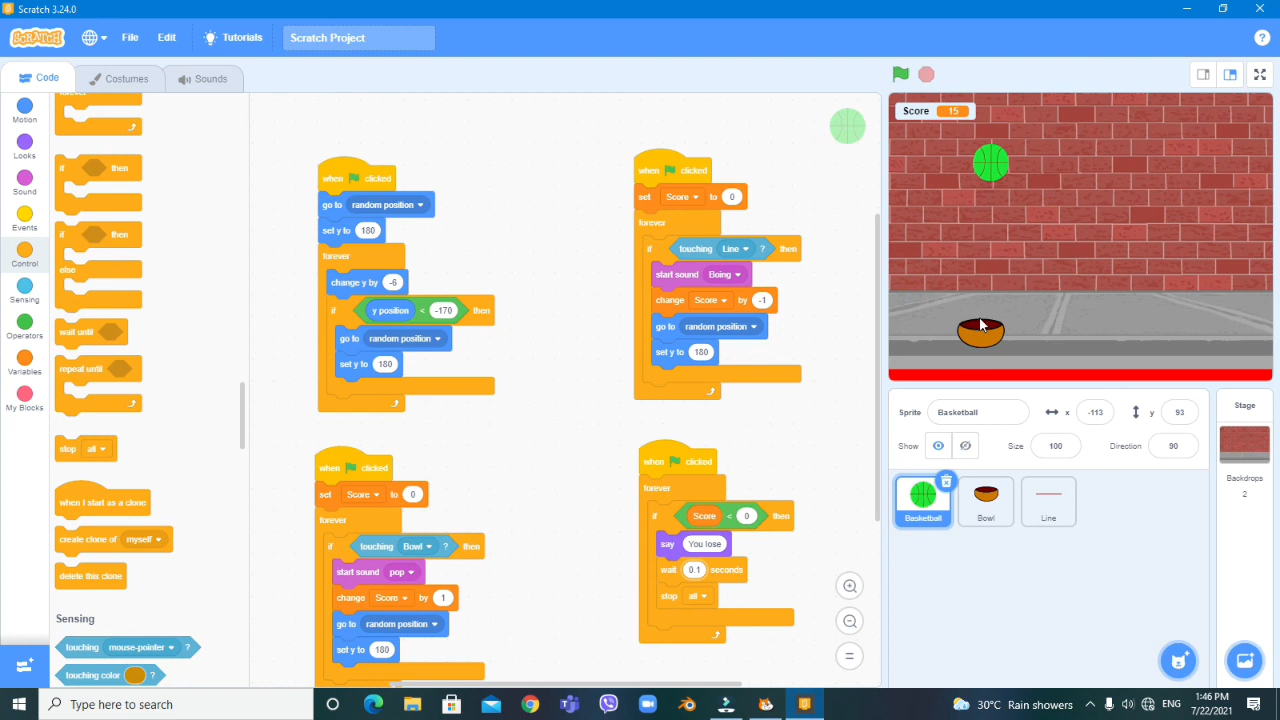 Scratch 3.24.0
SCRATCH
File
Edit
Tutorials
Scratch Project
Code
Costumes
Sounds
Motion
Looks
Sound
Events
Control
Sensing
Operators
Variables
My Blocks
if then
if then
else
wait until
repeat until
stop all
when I start as a clone
create clone of myself
delete this clone
Sensing
touching mouse-pointer ?
touching color ?
when clicked
go to random position
set y to 180
forever
change y by -6
if y position < -170 then
go to random position
set y to 180
when clicked
set Score to 0
forever
if touching Bowl ? then
start sound pop
change Score by 1
go to random position
set y to 180
when clicked
set Score to 0
forever
if touching Line ? then
start sound Boing
change Score by -1
go to random position
set y to 180
when clicked
forever
if Score < 0 then
say You lose
wait 0.1 seconds
stop all
Score 15
Sprite Basketball x -113 y 93
Show Size 100 Direction 90
Basketball
Bowl
Line
Stage
Backdrops
2
Type here to search
30°C Rain showers
ENG
1:46 PM
7/22/2021